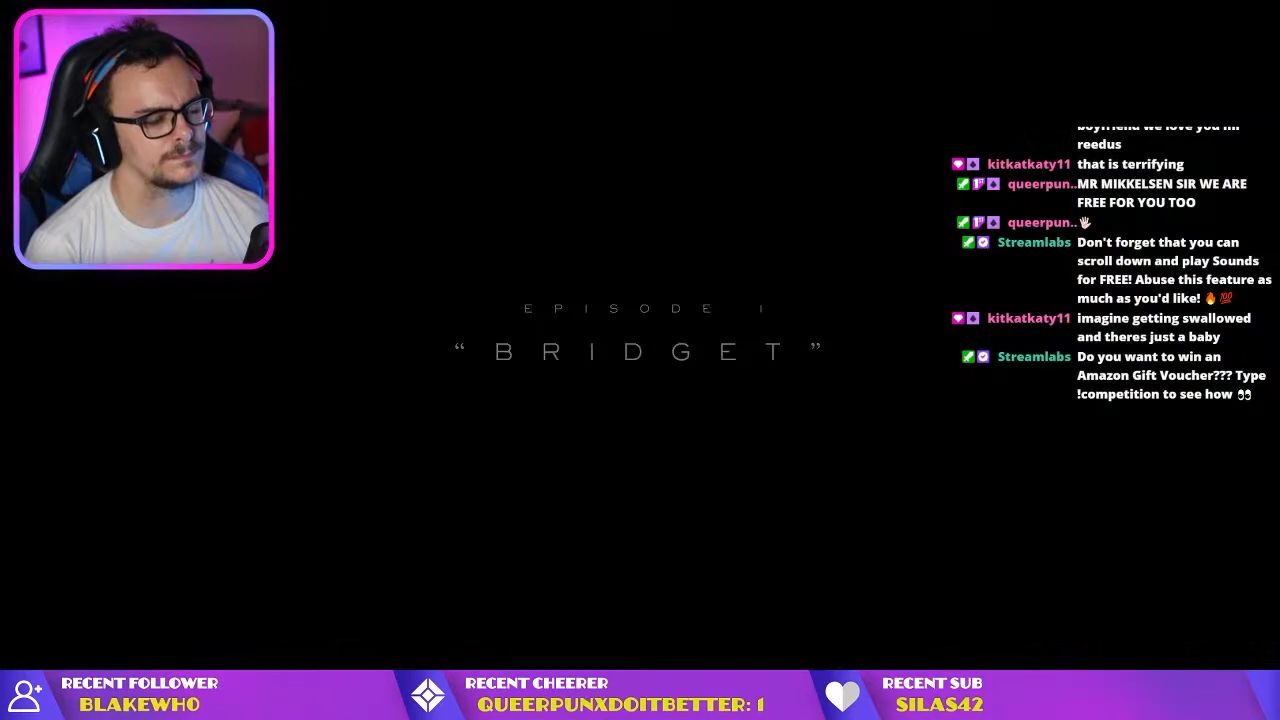 EPISODE I
“BRIDGET”
reedus
kitkatkaty11 that is terrifying
queerpun.. MR MIKKELSEN SIR WE ARE
FREE FOR YOU TOO
queerpun.. 🖐🏻
Streamlabs Don't forget that you can
scroll down and play Sounds
for FREE! Abuse this feature as
much as you'd like! 🔥 💯
kitkatkaty11 imagine getting swallowed
and theres just a baby
Streamlabs Do you want to win an
Amazon Gift Voucher??? Type
!competition to see how 👀
RECENT FOLLOWER
BLAKEWHO
RECENT CHEERER
QUEERPUNXDOITBETTER: 1
RECENT SUB
SILAS42